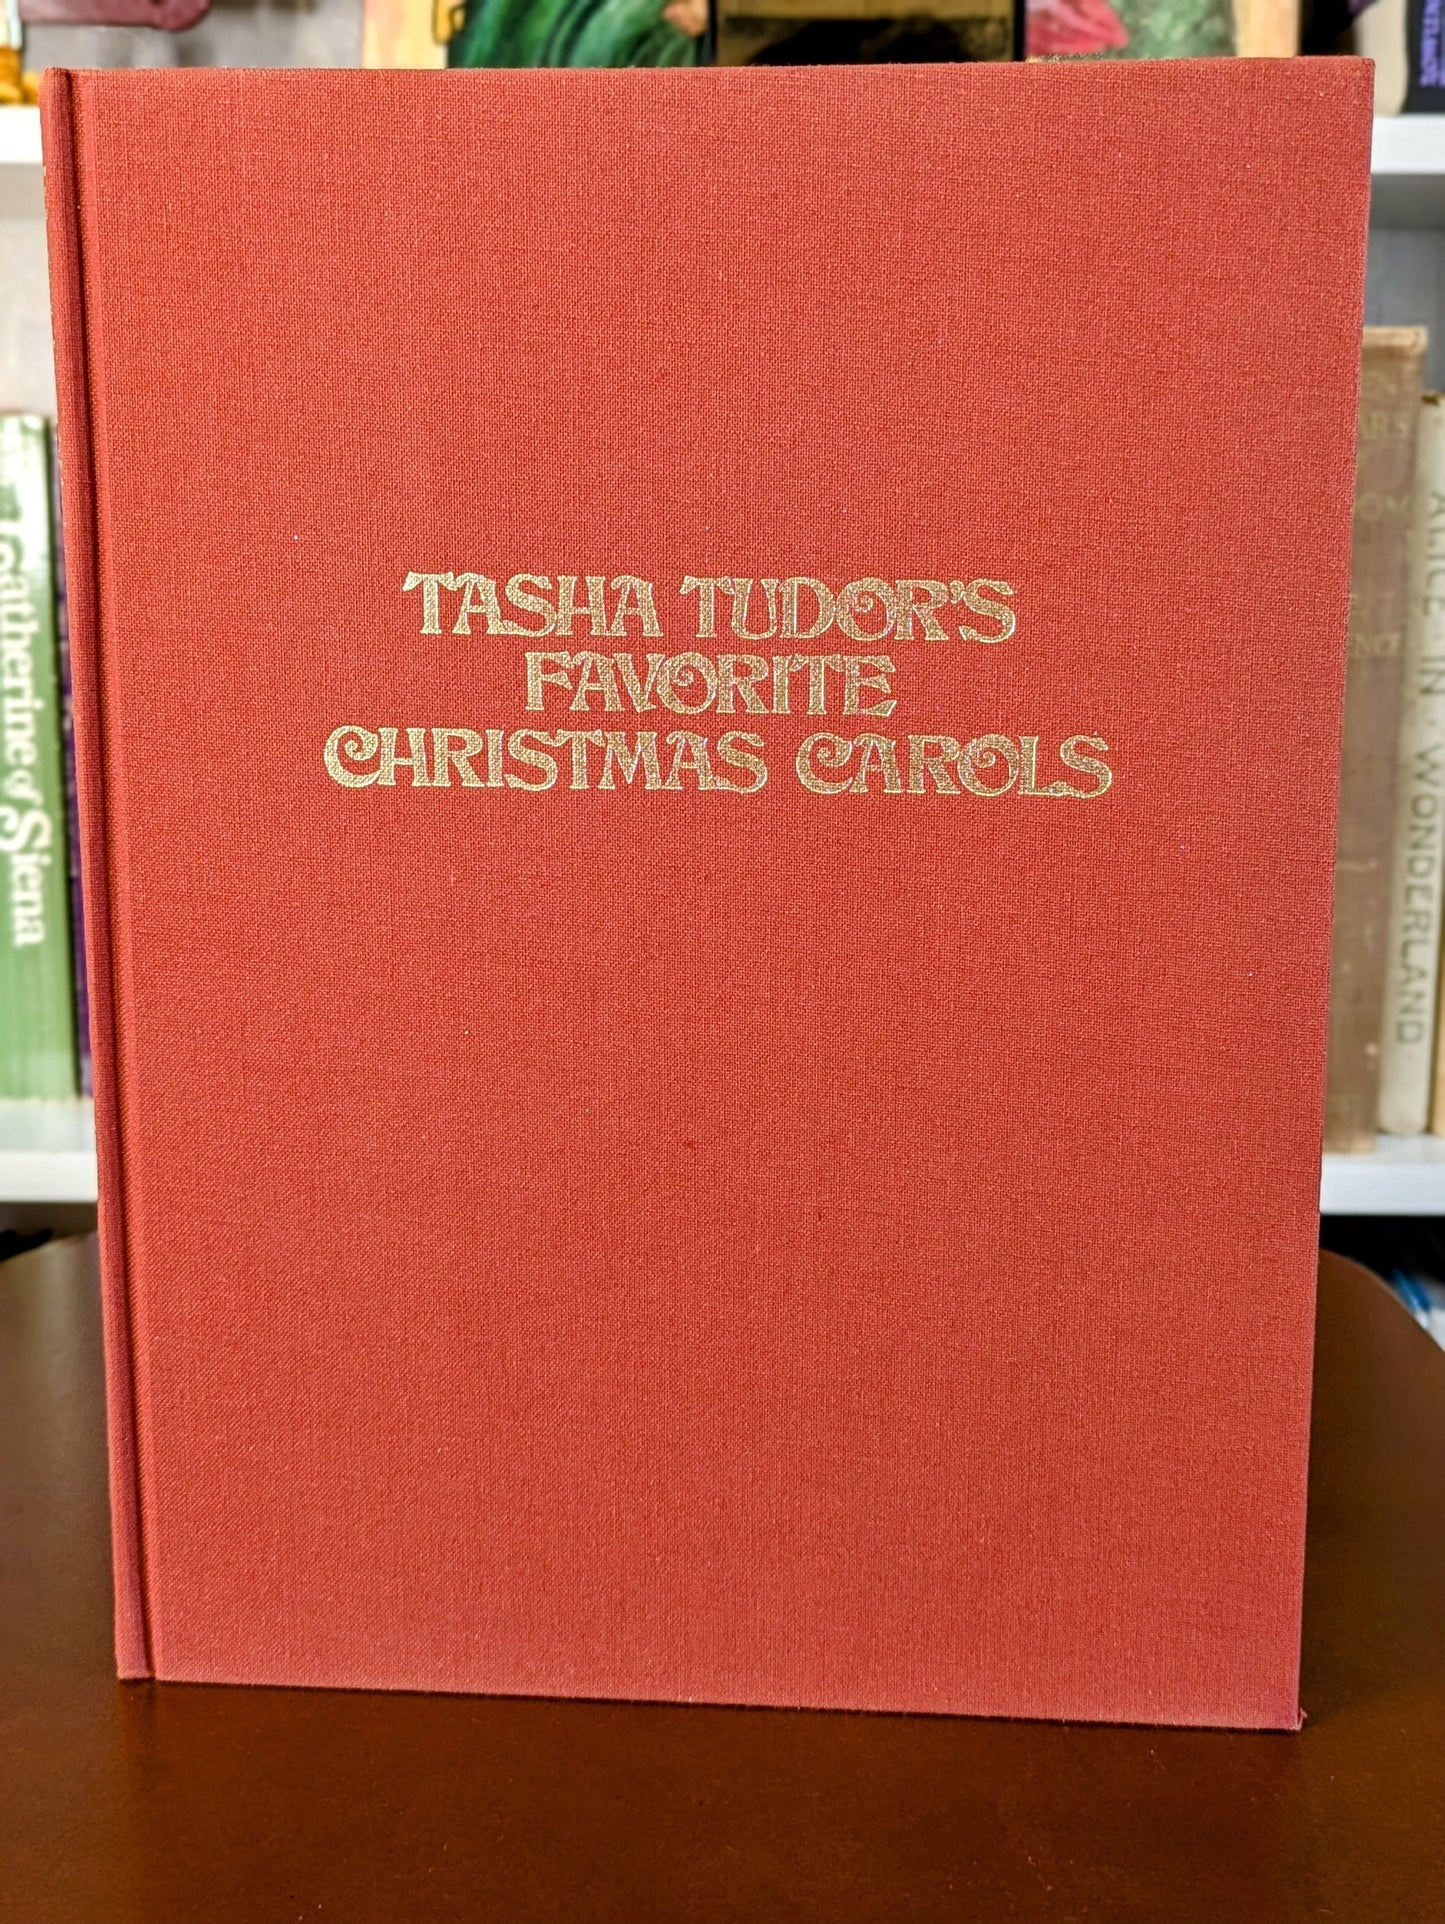 TASHA TUDOR'S
FAVORITE
CHRISTMAS CAROLS
Catherine of Siena
ALICE · IN · WONDERLAND